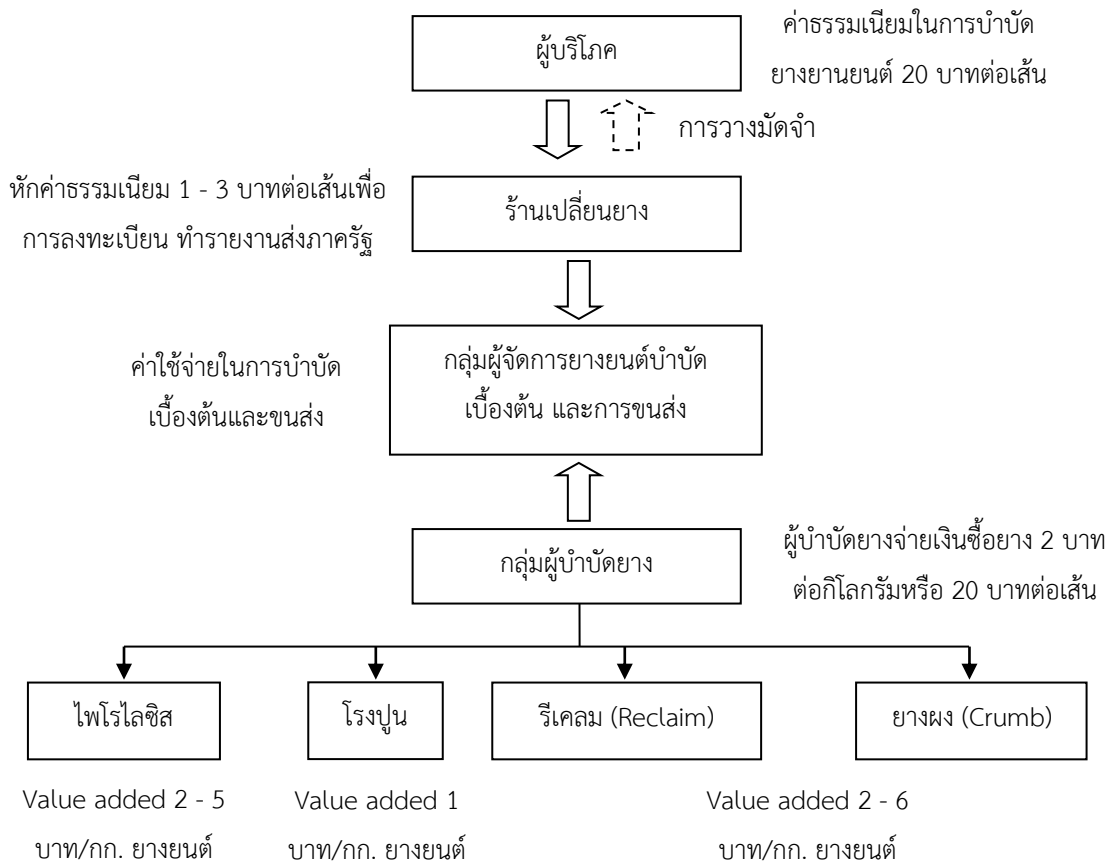 ผู้บริโภค
ค่าธรรมเนียมในการบำบัด
ยางยานยนต์ 20 บาทต่อเส้น
การวางมัดจำ
หักค่าธรรมเนียม 1 - 3 บาทต่อเส้นเพื่อ
การลงทะเบียน ทำรายงานส่งภาครัฐ
ร้านเปลี่ยนยาง
ค่าใช้จ่ายในการบำบัด
เบื้องต้นและขนส่ง
กลุ่มผู้จัดการยางยนต์บำบัด
เบื้องต้น และการขนส่ง
กลุ่มผู้บำบัดยาง
ผู้บำบัดยางจ่ายเงินซื้อยาง 2 บาท
ต่อกิโลกรัมหรือ 20 บาทต่อเส้น
ไพโรไลซิส
โรงปูน
รีเคลม (Reclaim)
ยางผง (Crumb)
Value added 2 - 5
บาท/กก. ยางยนต์
Value added 1
บาท/กก. ยางยนต์
Value added 2 - 6
บาท/กก. ยางยนต์